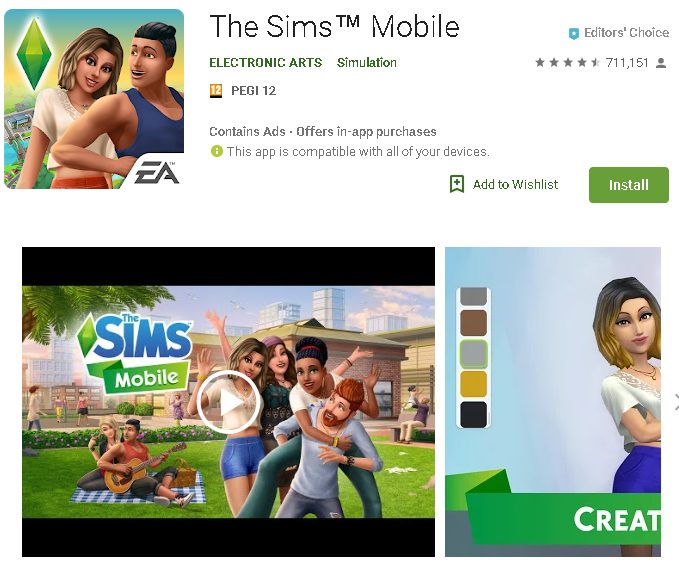 The Sims™ Mobile
Editors' Choice
ELECTRONIC ARTS Simulation
711,151
12 PEGI 12
Contains Ads · Offers in-app purchases
This app is compatible with all of your devices.
EA™
Add to Wishlist
Install
The
SIMS
Mobile
CREAT